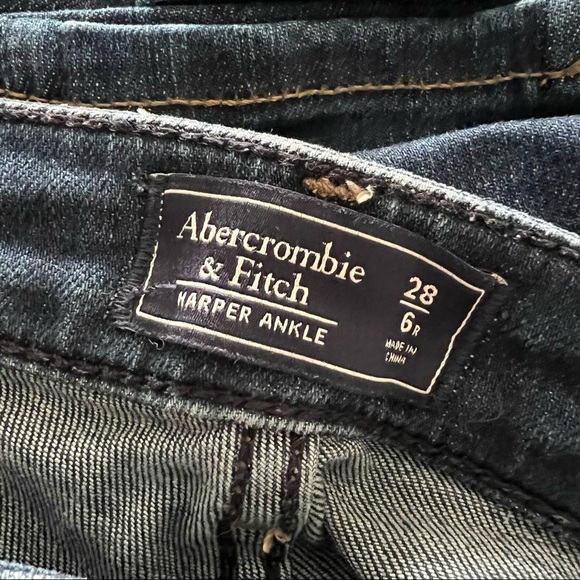 Abercrombie
& Fitch
HARPER ANKLE
28
6R
MADE IN
CHINA